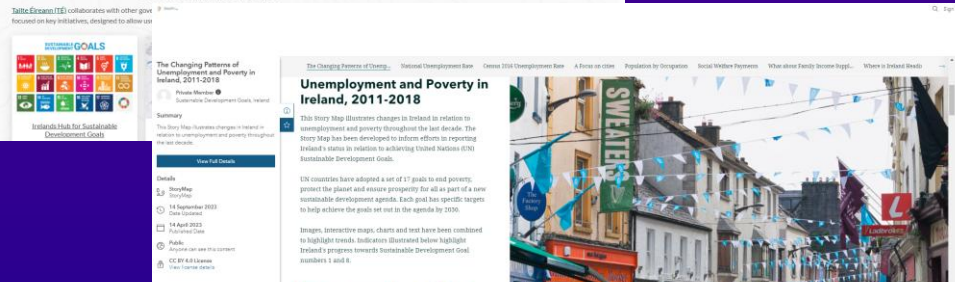 Tailte Éireann (TÉ) collaborates with other gove
focused on key initiatives, designed to allow us
SUSTAINABLE DEVELOPMENT GOALS
Irelands Hub for Sustainable
Development Goals
Sign
The Changing Patterns of
Unemployment and Poverty in
Ireland, 2011-2018
Private Member
Sustainable Development Goals, Ireland
Summary
This Story Map illustrates changes in Ireland in
relation to unemployment and poverty throughout
the last decade.
View Full Details
Details
StoryMap
StoryMap
14 September 2023
Date Updated
14 April 2023
Published Date
Public
Anyone can see this content
CC BY 4.0 License
View license details
The Changing Patterns of Unemp...
National Unemployment Rate
Census 2016 Unemployment Rate
A Focus on cities
Population by Occupation
Social Welfare Payments
What about Family Income Suppl...
Where is Ireland Headin
Unemployment and Poverty in
Ireland, 2011-2018
This Story Map illustrates changes in Ireland in relation to
unemployment and poverty throughout the last decade. The
Story Map has been developed to inform efforts in reporting
Ireland's status in relation to achieving United Nations (UN)
Sustainable Development Goals.
UN countries have adopted a set of 17 goals to end poverty,
protect the planet and ensure prosperity for all as part of a new
sustainable development agenda. Each goal has specific targets
to help achieve the goals set out in the agenda by 2030.
Images, interactive maps, charts and text have been combined
to highlight trends. Indicators illustrated below highlight
Ireland's progress towards Sustainable Development Goal
numbers 1 and 8.
SWEATERS
The
Factory
Shop
Ladbrokes